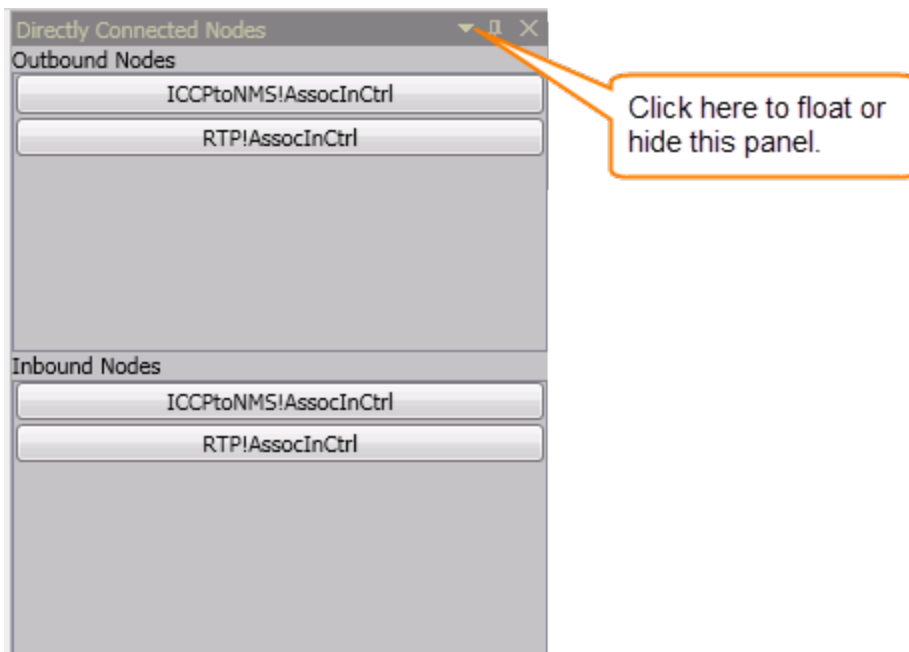 Directly Connected Nodes
Outbound Nodes
ICCPtoNMS!AssocInCtrl
RTP!AssocInCtrl
Click here to float or
hide this panel.
Inbound Nodes
ICCPtoNMS!AssocInCtrl
RTP!AssocInCtrl